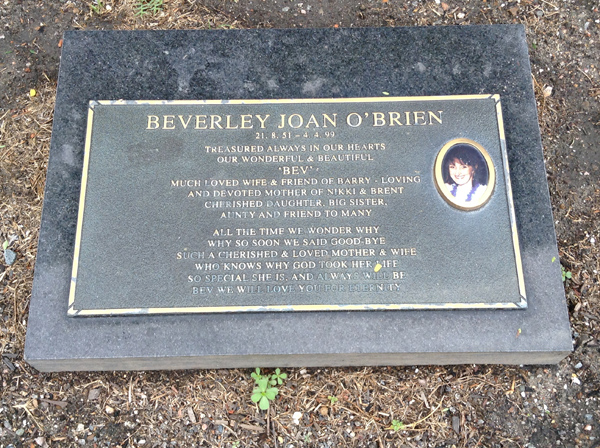 BEVERLEY JOAN O'BRIEN
21. 8. 51 – 4. 4. 99
TREASURED ALWAYS IN OUR HEARTS
OUR WONDERFUL & BEAUTIFUL
'BEV'
MUCH LOVED WIFE & FRIEND OF BARRY - LOVING
AND DEVOTED MOTHER OF NIKKI & BRENT
CHERISHED DAUGHTER, BIG SISTER,
AUNTY AND FRIEND TO MANY
ALL THE TIME WE WONDER WHY
WHY SO SOON WE SAID GOOD-BYE
SUCH A CHERISHED & LOVED MOTHER & WIFE
WHO KNOWS WHY GOD TOOK HER LIFE
SO SPECIAL SHE IS, AND ALWAYS WILL BE
BEV WE WILL LOVE YOU FOR ETERNITY